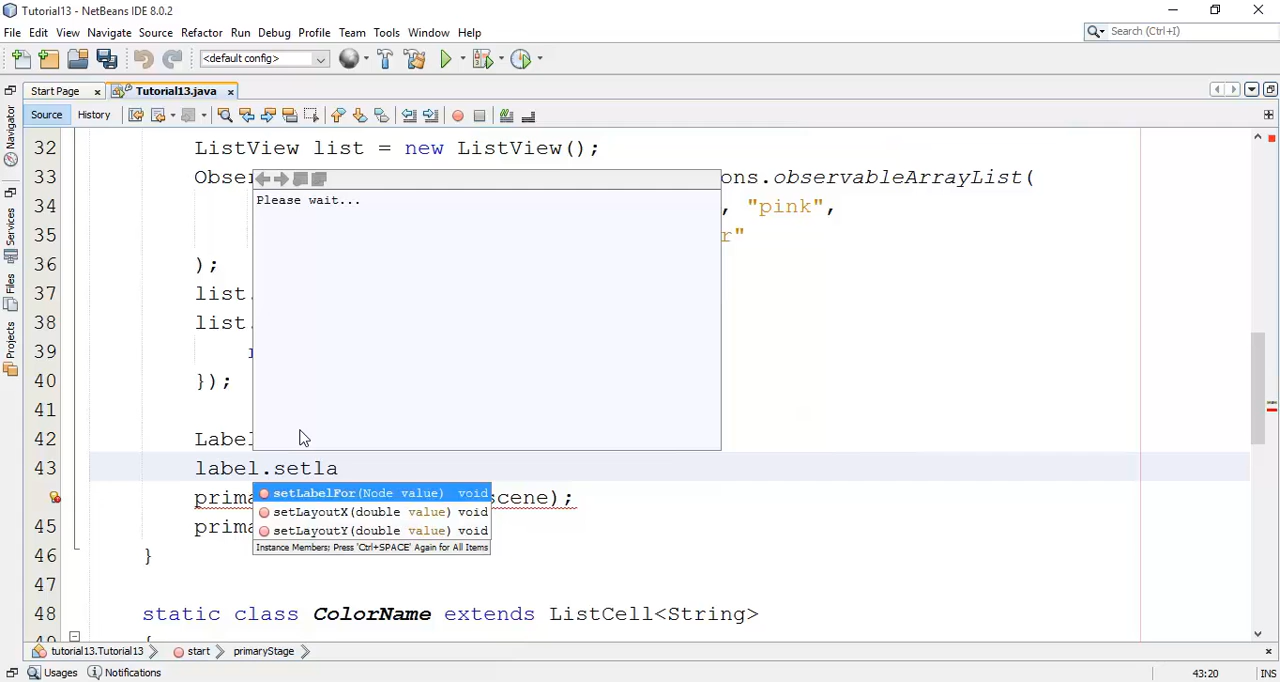 Tutorial13 - NetBeans IDE 8.0.2
File Edit View Navigate Source Refactor Run Debug Profile Team Tools Window Help
<default config> Search (Ctrl+I)
Start Page x Tutorial13.java x
Source History
Navigator
Services
Files
Projects
32 ListView list = new ListView();
33 Obser ons.observableArrayList(
34 , "pink",
35 r"
36 );
37 list.
38 list.
39
40 });
41
42 Label
43 label.setla
prima scene);
45 prima
46 }
47
48 static class ColorName extends ListCell<String>
{
Please wait...
setLabelFor(Node value) void
setLayoutX(double value) void
setLayoutY(double value) void
Instance Members; Press 'Ctrl+SPACE' Again for All Items
tutorial13.Tutorial13 start primaryStage
Usages Notifications 43:20 INS